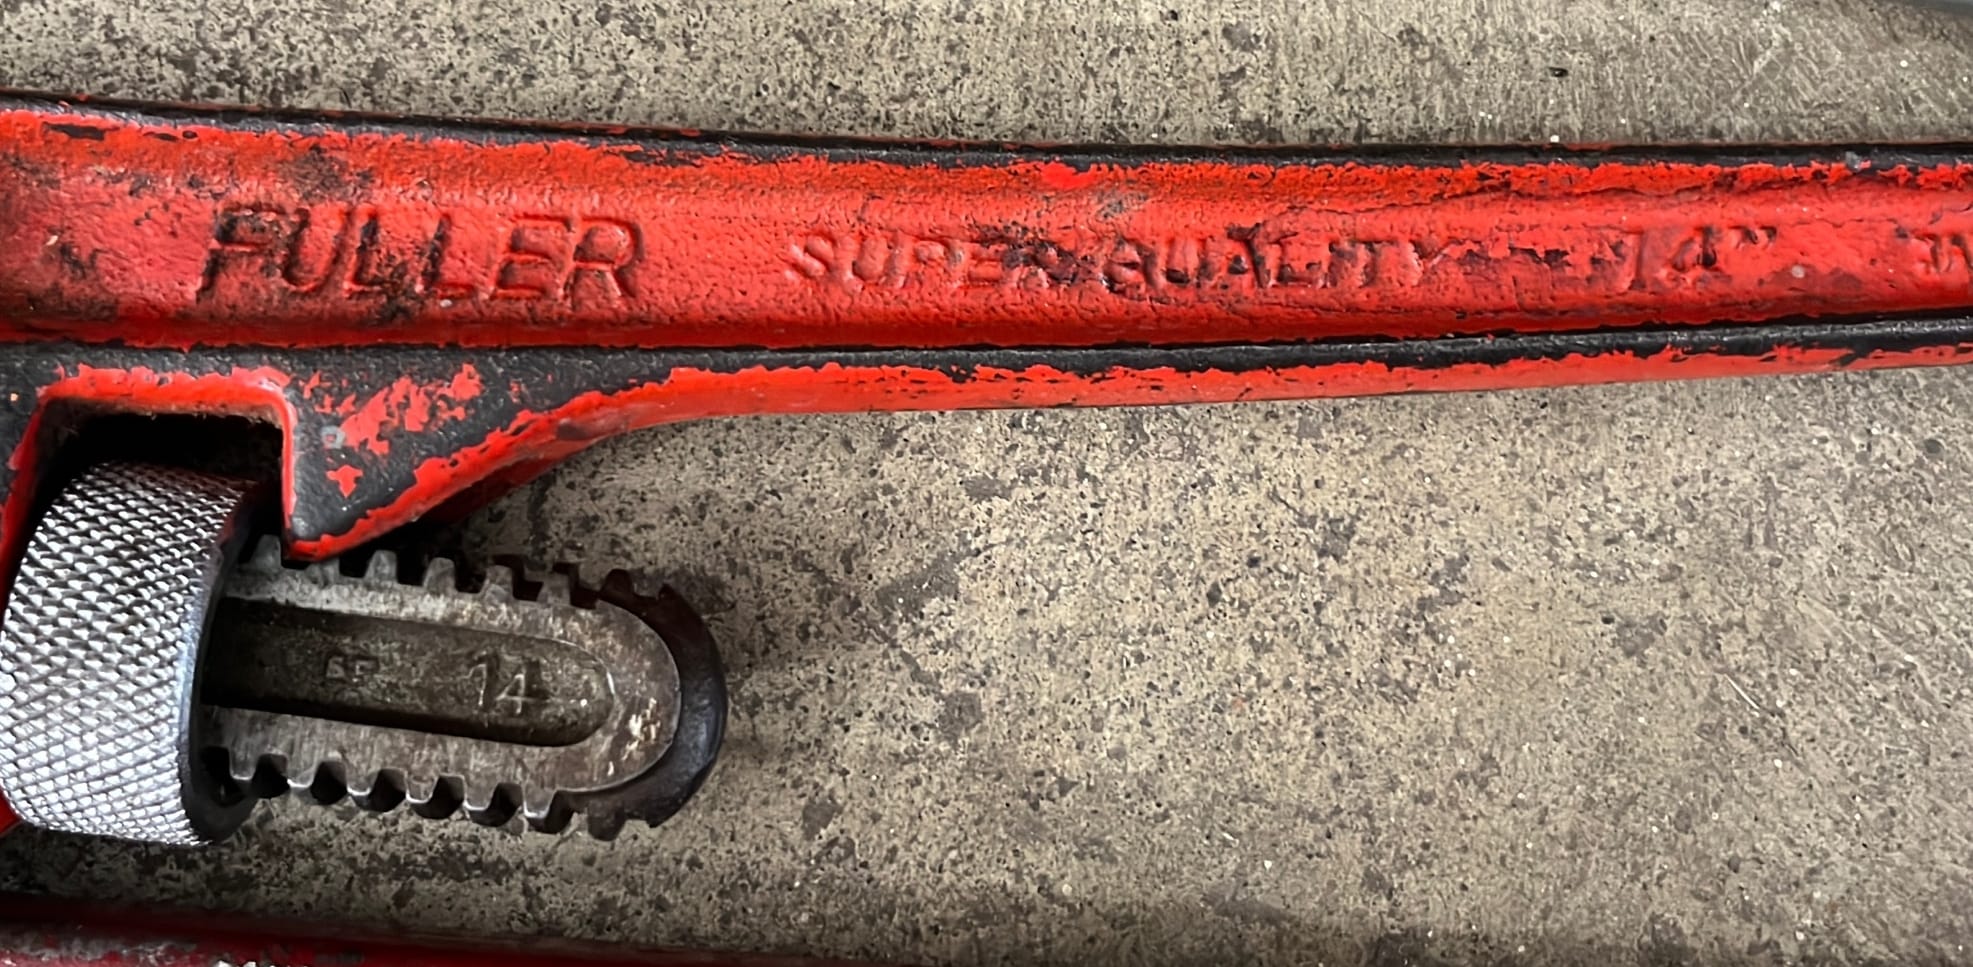 FULLER SUPER QUALITY 14"
14